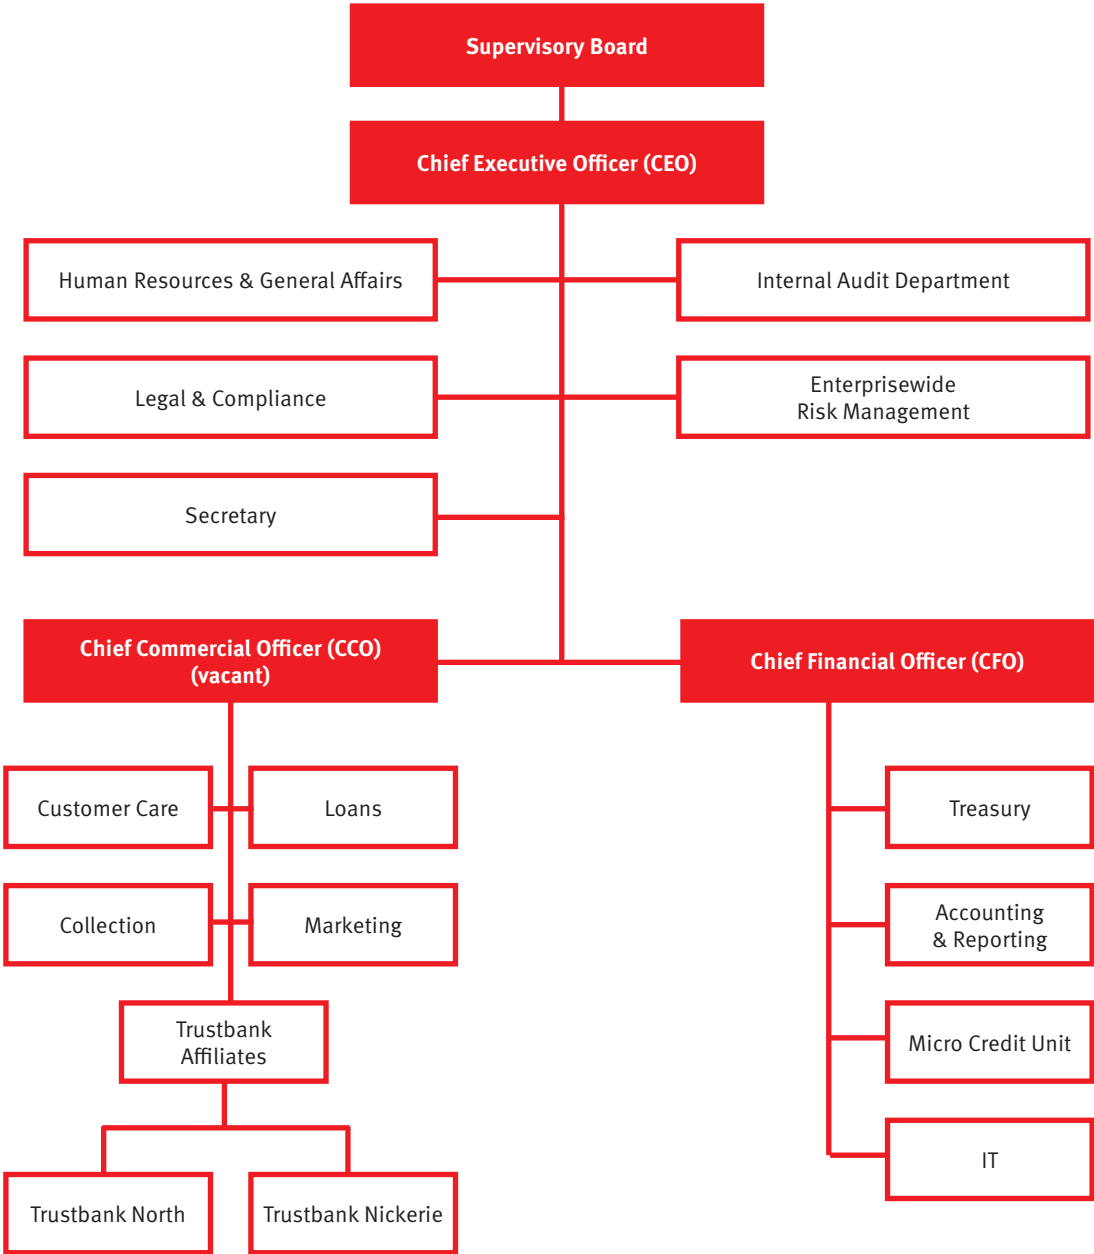 Supervisory Board
Chief Executive Officer (CEO)
Human Resources & General Affairs
Internal Audit Department
Legal & Compliance
Enterprisewide
Risk Management
Secretary
Chief Commercial Officer (CCO)
(vacant)
Chief Financial Officer (CFO)
Customer Care
Loans
Treasury
Collection
Marketing
Accounting
& Reporting
Trustbank
Affiliates
Micro Credit Unit
IT
Trustbank North
Trustbank Nickerie